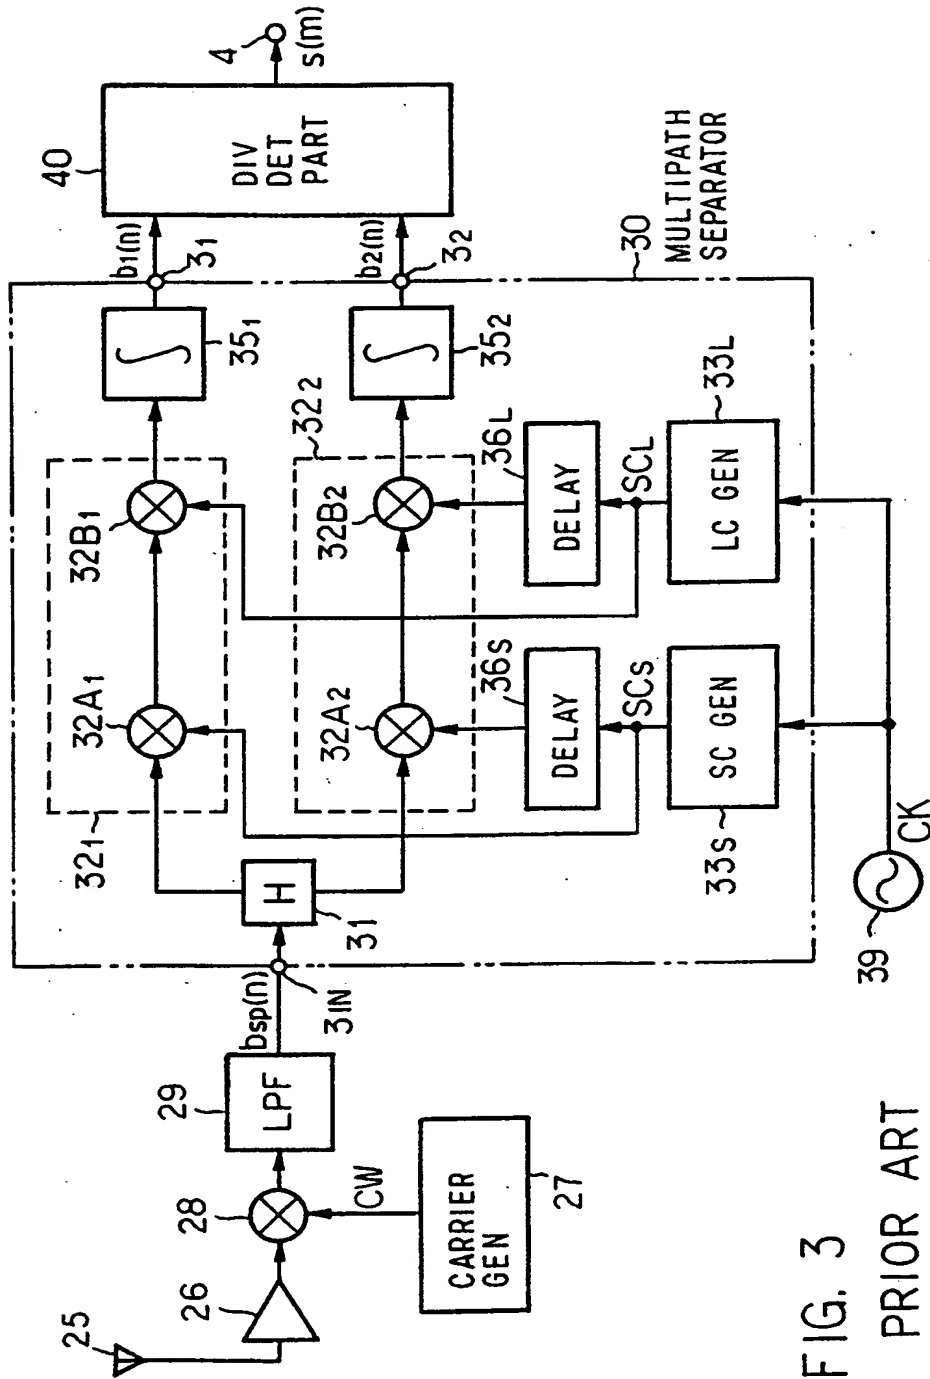 25
26
28
CW
CARRIER
GEN
27
29
LPF
bsp(n)
31IN
H
31
321
32A1
32B1
351
b1(n)
31
322
32A2
32B2
352
b2(n)
32
40
DIV
DET
PART
4
s(m)
36S
DELAY
SCS
SC GEN
33S
36L
DELAY
SCL
LC GEN
33L
30
MULTIPATH
SEPARATOR
39
CK
FIG. 3
PRIOR ART